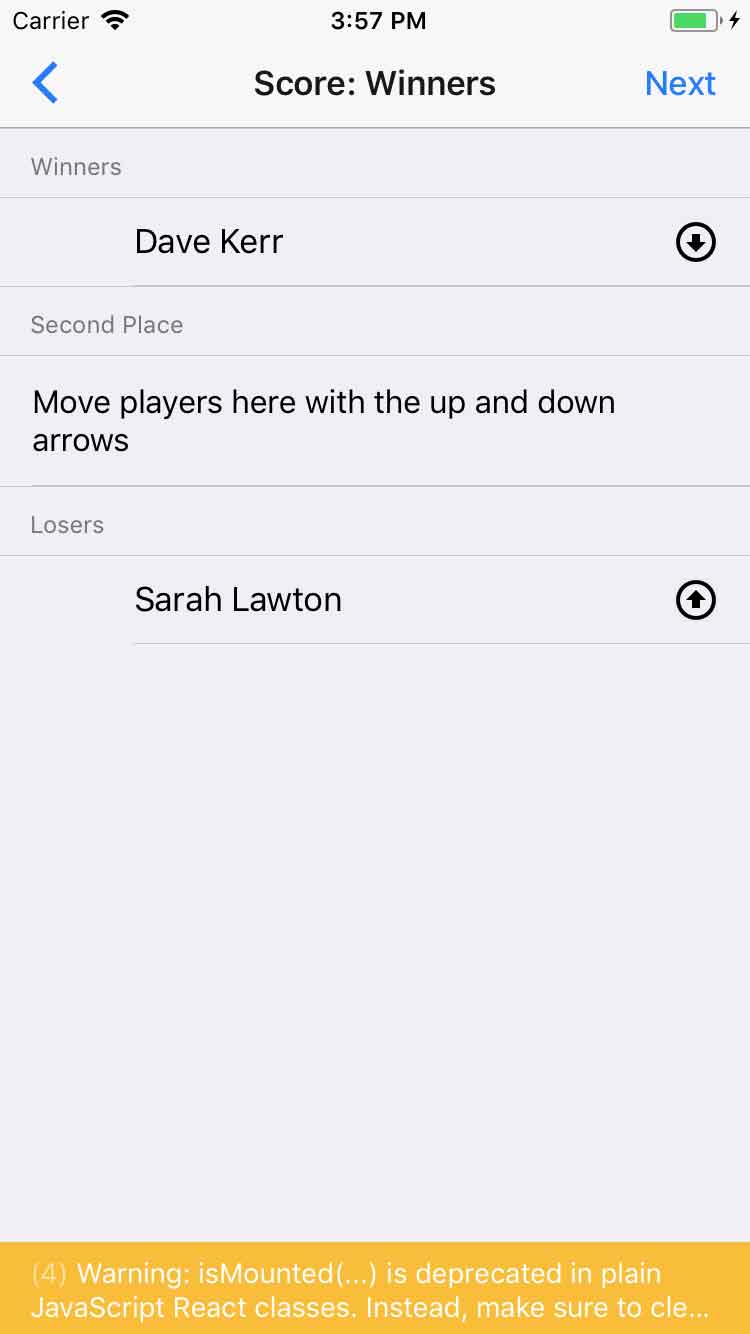 Carrier 3:57 PM
Score: Winners Next
Winners
Dave Kerr
Second Place
Move players here with the up and down
arrows
Losers
Sarah Lawton
(4) Warning: isMounted(...) is deprecated in plain
JavaScript React classes. Instead, make sure to cle...